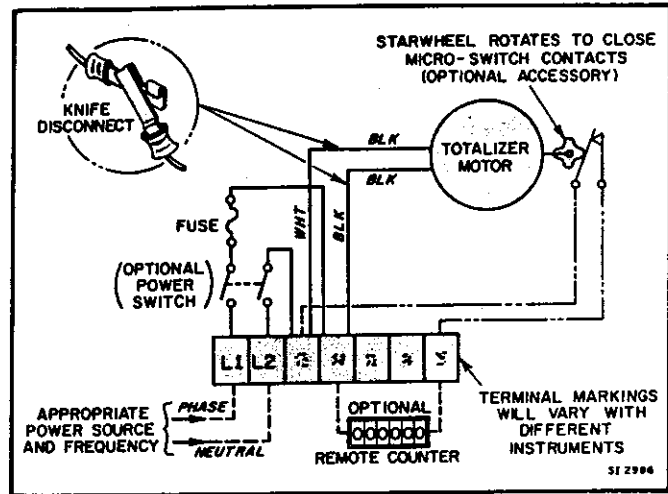 STARWHEEL ROTATES TO CLOSE
MICRO-SWITCH CONTACTS
(OPTIONAL ACCESSORY)
KNIFE
DISCONNECT
BLK
TOTALIZER
MOTOR
BLK
FUSE
WHT
BLK
(OPTIONAL
POWER
SWITCH)
L1 L2
APPROPRIATE
POWER SOURCE
AND FREQUENCY
PHASE
NEUTRAL
OPTIONAL
000000
REMOTE COUNTER
TERMINAL MARKINGS
WILL VARY WITH
DIFFERENT
INSTRUMENTS
SI 2906